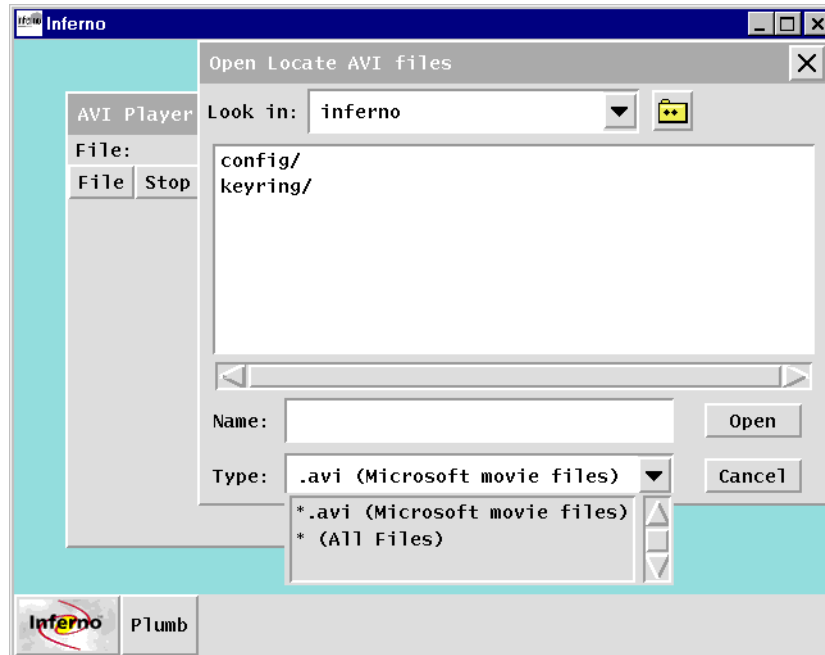 Inferno
Open Locate AVI files
AVI Player
Look in: inferno
File:
File Stop
config/
keyring/
Name:
Open
Type: .avi (Microsoft movie files)
Cancel
*.avi (Microsoft movie files)
* (All Files)
Inferno
Plumb